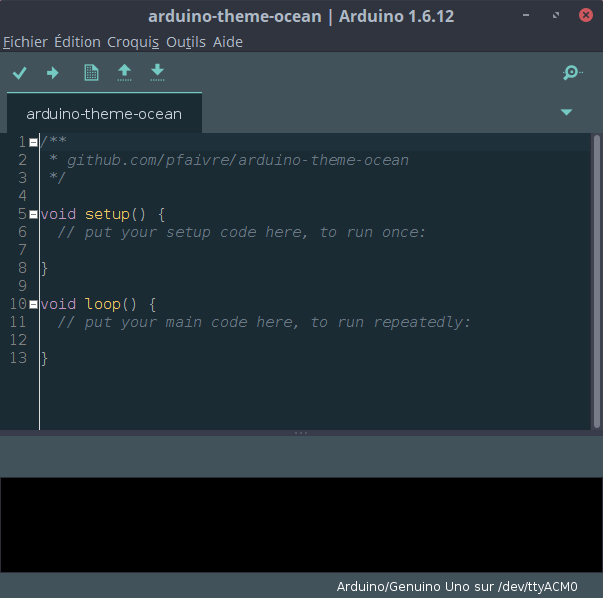 arduino-theme-ocean | Arduino 1.6.12
Fichier Édition Croquis Outils Aide
arduino-theme-ocean
1 /**
2  * github.com/pfaivre/arduino-theme-ocean
3  */
4
5 void setup() {
6   // put your setup code here, to run once:
7
8 }
9
10 void loop() {
11   // put your main code here, to run repeatedly:
12
13 }
Arduino/Genuino Uno sur /dev/ttyACM0